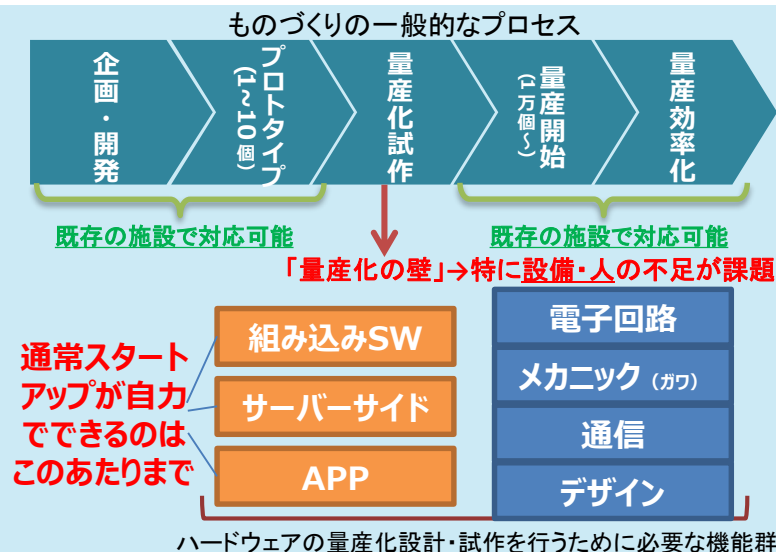 ものづくりの一般的なプロセス
企画・開発
プロトタイプ
(1~10個)
量産化試作
量産開始
(1万個~)
量産効率化
既存の施設で対応可能
既存の施設で対応可能
「量産化の壁」→特に設備・人の不足が課題
通常スタート
アップが自力
でできるのは
このあたりまで
組み込みSW
サーバーサイド
APP
電子回路
メカニック（ガワ）
通信
デザイン
ハードウェアの量産化設計・試作を行うために必要な機能群